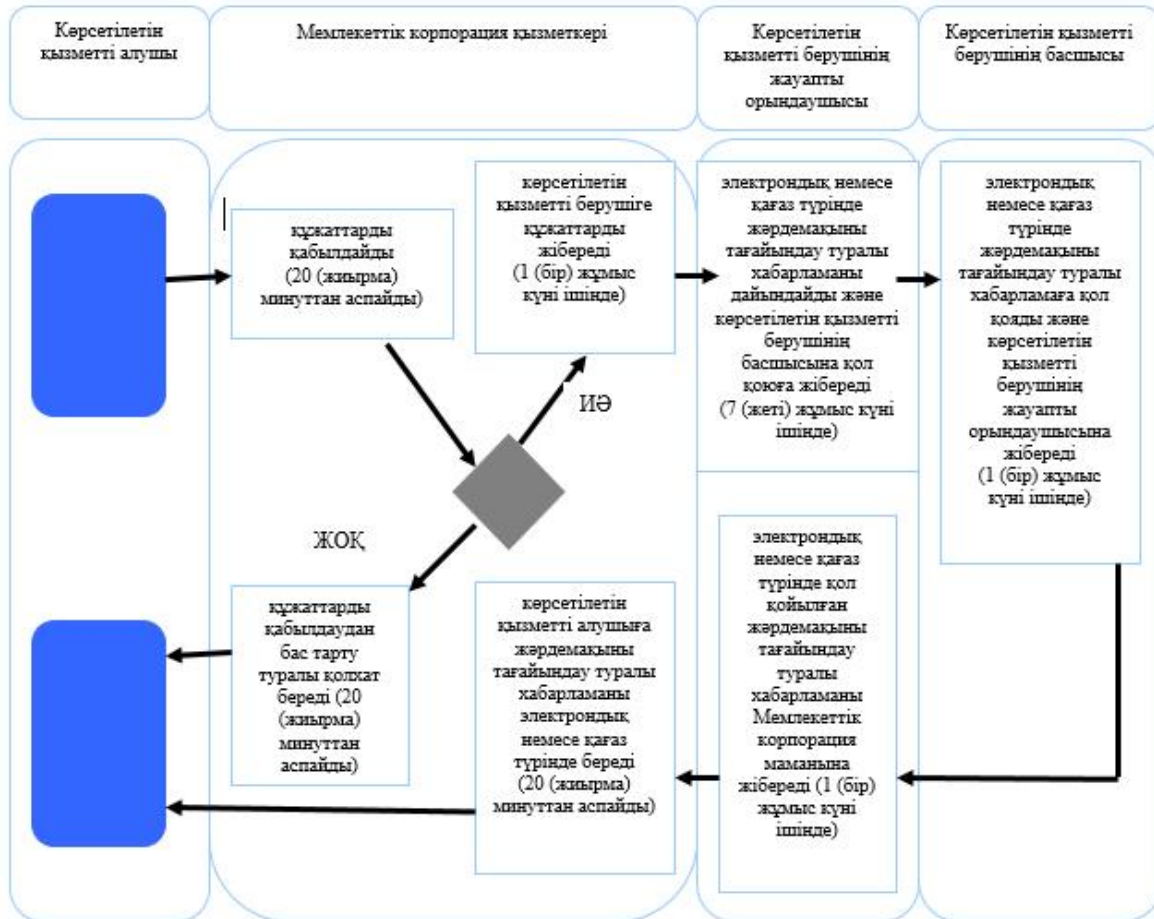 Көрсетілетін
қызметті алушы
Мемлекеттік корпорация қызметкері
Көрсетілетін
қызметті берушінің
жауапты
орындаушысы
Көрсетілетін қызметті
берушінің басшысы
құжаттарды
қабылдайды
(20 (жиырма)
минуттан аспайды)
көрсетілетін
қызметті берушіге
құжаттарды
жібереді
(1 (бір) жұмыс
күні ішінде)
электрондық немесе
қағаз түрінде
жәрдемақыны
тағайындау туралы
хабарламаны
дайындайды және
көрсетілетін қызметті
берушінің
басшысына қол
қоюға жібереді
(7 (жеті) жұмыс күні
ішінде)
электрондық
немесе қағаз
түрінде
жәрдемақыны
тағайындау туралы
хабарламаға қол
қояды және
көрсетілетін
қызметті
берушінің
жауапты
орындаушысына
жібереді
(1 (бір) жұмыс
күні ішінде)
ИӘ
ЖОҚ
құжаттарды
қабылдаудан
бас тарту
туралы қолхат
береді (20
(жиырма)
минуттан
аспайды)
көрсетілетін
қызметті алушыға
жәрдемақыны
тағайындау туралы
хабарламаны
электрондық
немесе қағаз
түрінде береді
(20 (жиырма)
минуттан аспайды)
электрондық
немесе қағаз
түрінде қол
қойылған
жәрдемақыны
тағайындау
туралы
хабарламаны
Мемлекеттік
корпорация
маманына
жібереді (1 (бір)
жұмыс күні
ішінде)